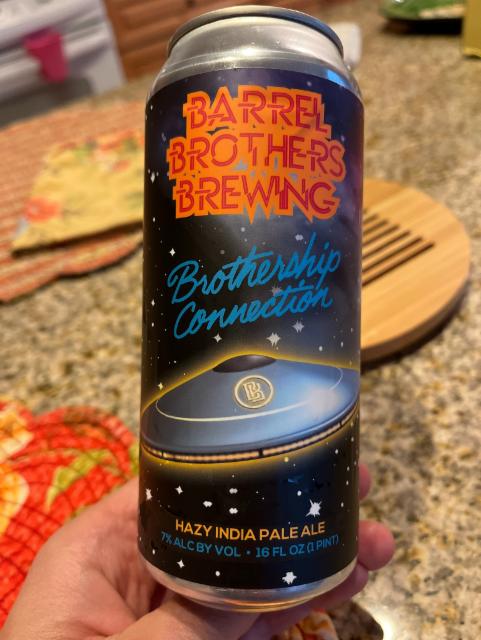 BARREL
BROTHERS
BREWING
Brothership
Connection
BB
HAZY INDIA PALE ALE
7% ALC BY VOL • 16 FL OZ (1 PINT)